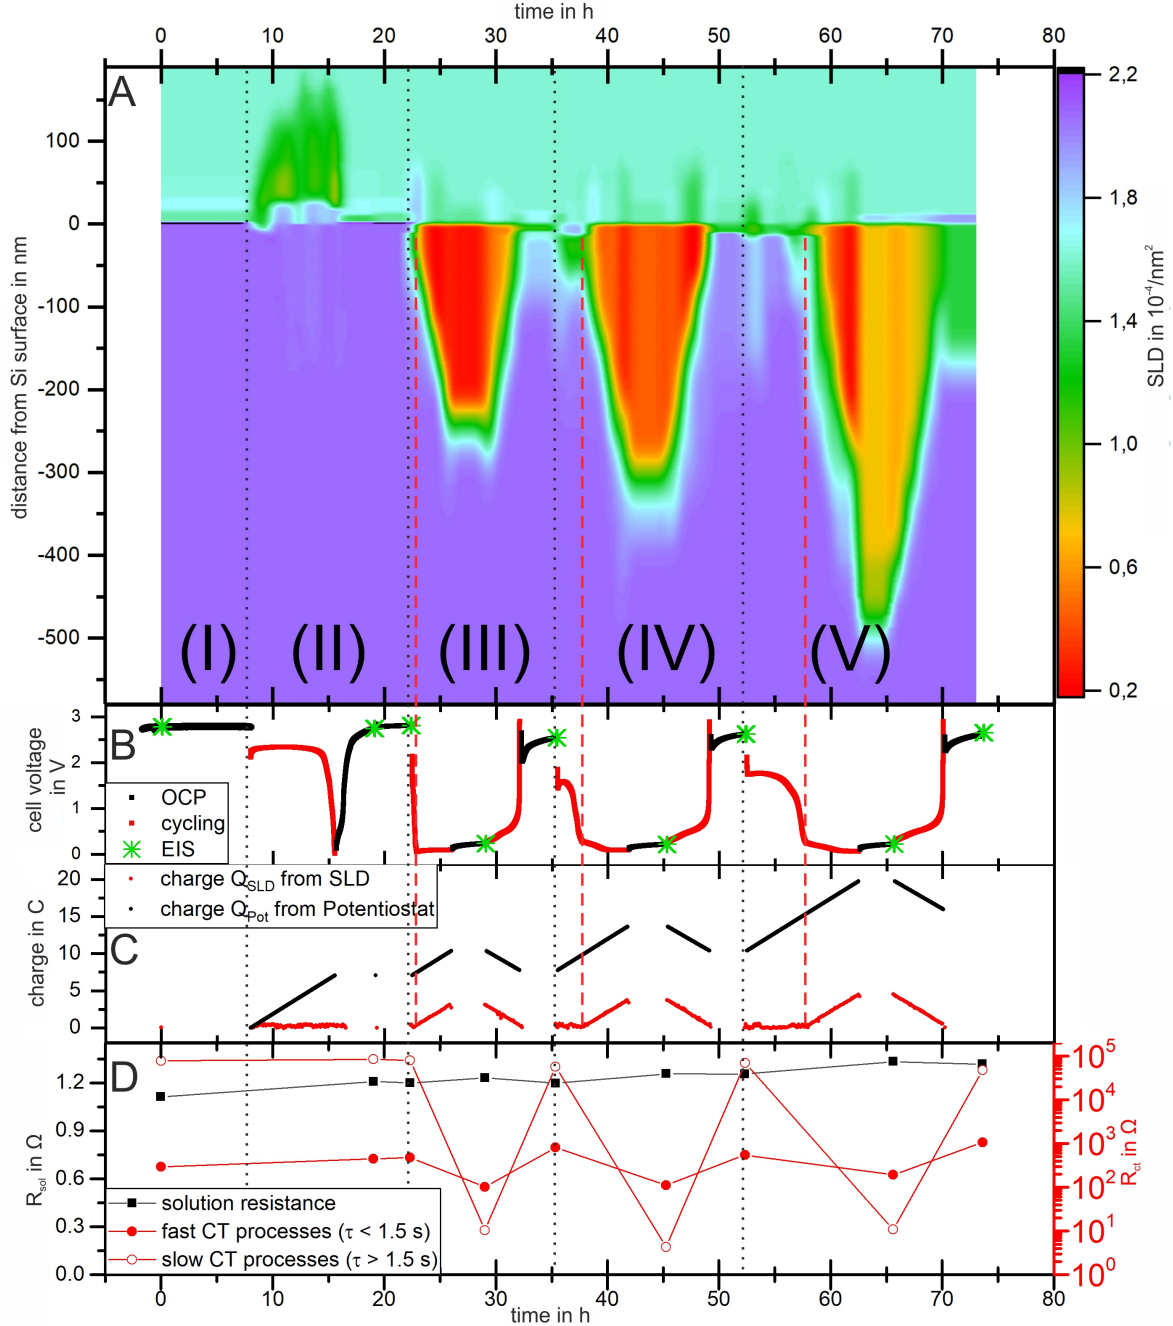 time in h
0 10 20 30 40 50 60 70 80
A
100
0
-100
-200
-300
-400
-500
distance from Si surface in nm
(I) (II) (III) (IV) (V)
2,2
1,8
1,4
1,0
0,6
0,2
SLD in 10⁻⁴/nm²
B
3
2
1
0
cell voltage
in V
OCP
cycling
EIS
charge Q_SLD from SLD
charge Q_Pot from Potentiostat
C
20
15
10
5
0
charge in C
D
1.2
0.9
0.6
0.3
0.0
R_sol in Ω
solution resistance
fast CT processes (τ < 1.5 s)
slow CT processes (τ > 1.5 s)
10⁵
10⁴
10³
10²
10¹
10⁰
R_ct in Ω
0 10 20 30 40 50 60 70 80
time in h